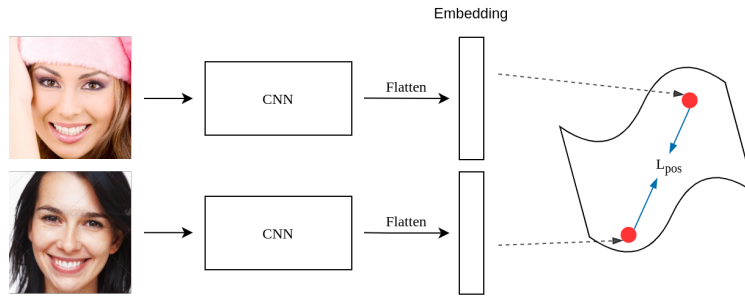 Embedding
CNN
Flatten
L_pos
CNN
Flatten